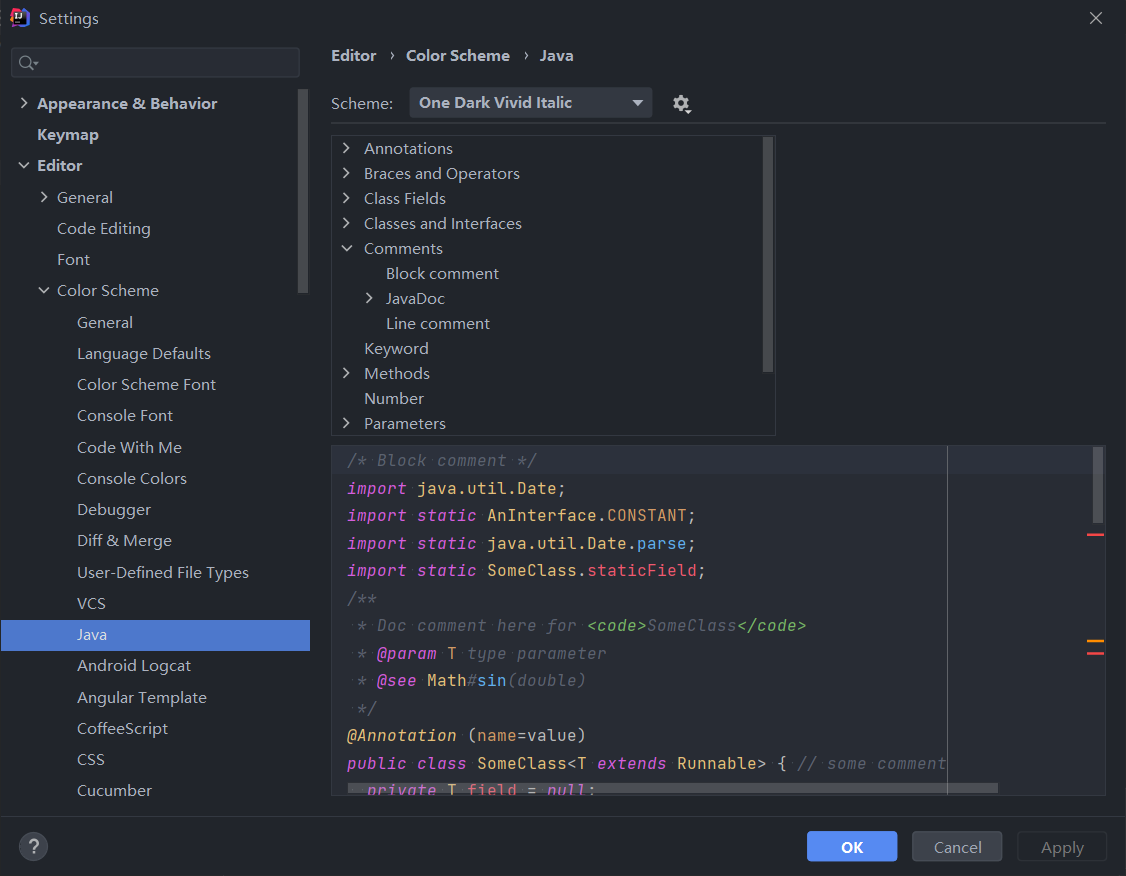 Settings
Appearance & Behavior
Keymap
Editor
General
Code Editing
Font
Color Scheme
General
Language Defaults
Color Scheme Font
Console Font
Code With Me
Console Colors
Debugger
Diff & Merge
User-Defined File Types
VCS
Java
Android Logcat
Angular Template
CoffeeScript
CSS
Cucumber
Editor › Color Scheme › Java
Scheme: One Dark Vivid Italic
Annotations
Braces and Operators
Class Fields
Classes and Interfaces
Comments
Block comment
JavaDoc
Line comment
Keyword
Methods
Number
Parameters
/* Block comment */
import java.util.Date;
import static AnInterface.CONSTANT;
import static java.util.Date.parse;
import static SomeClass.staticField;
/**
* Doc comment here for <code>SomeClass</code>
* @param T type parameter
* @see Math#sin(double)
*/
@Annotation (name=value)
public class SomeClass<T extends Runnable> { // some comment
private T field = null;
? OK Cancel Apply